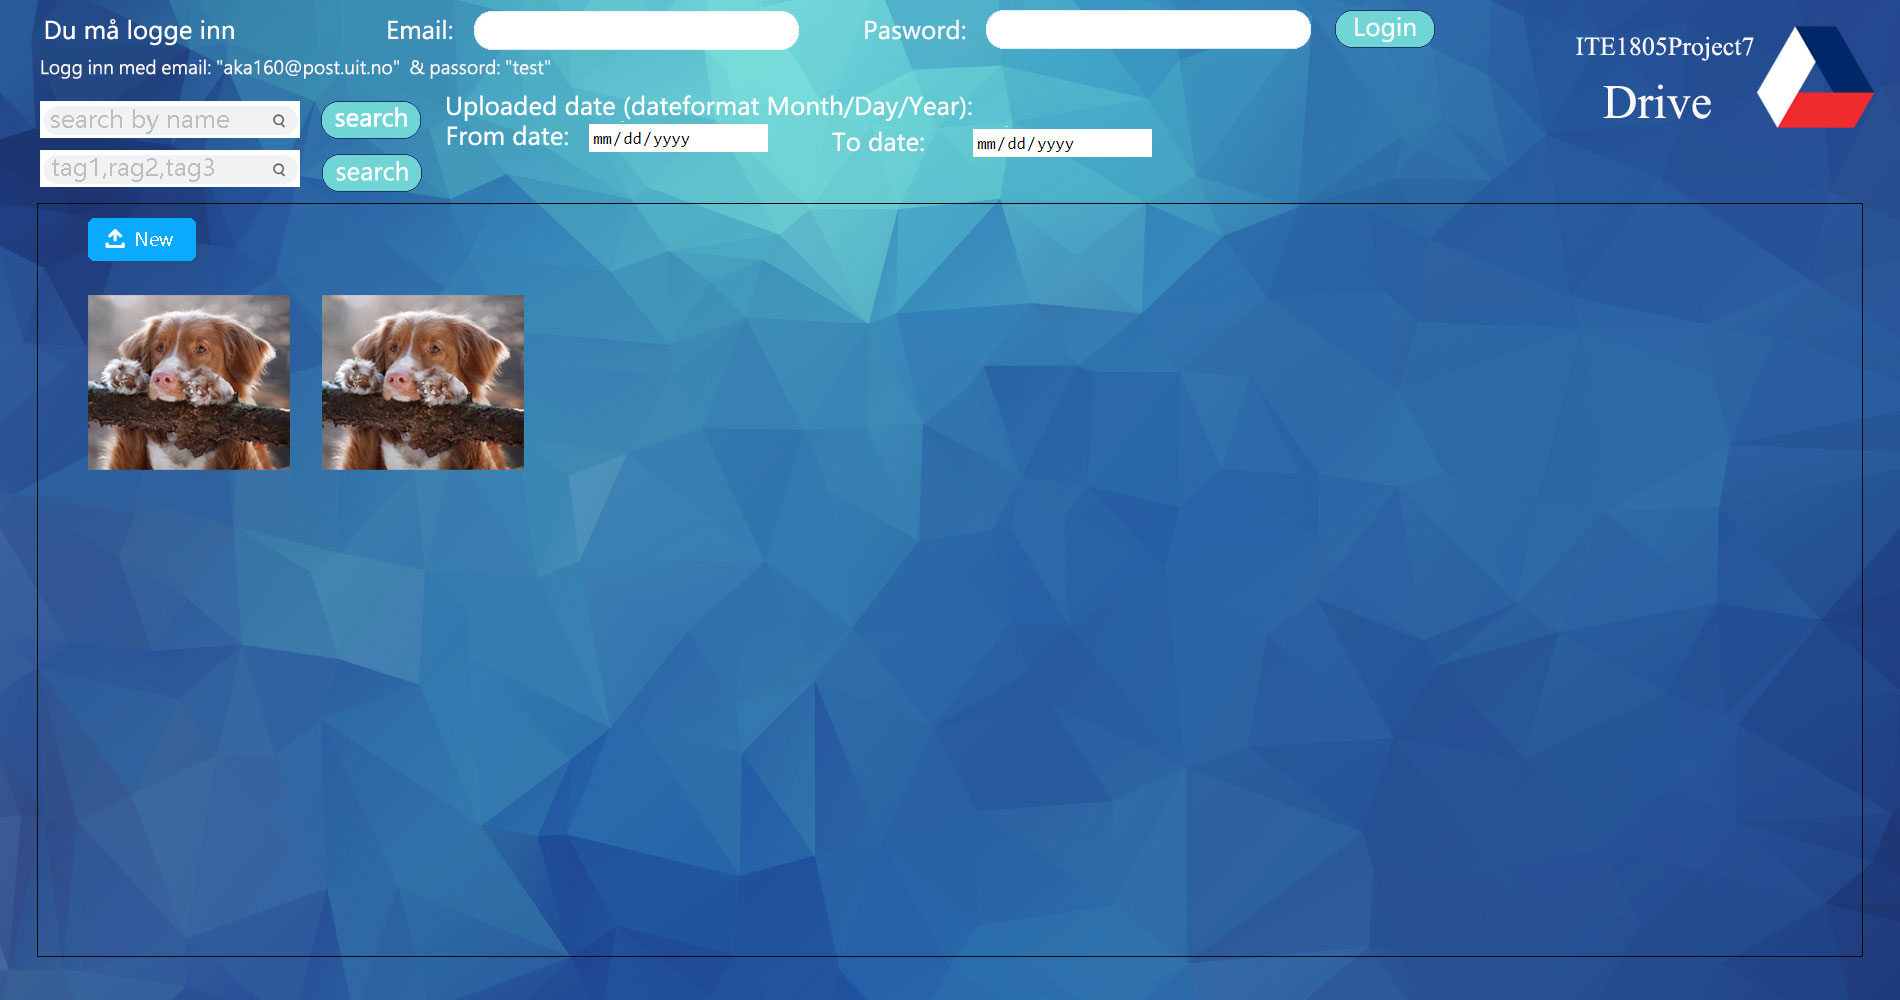 Du må logge inn
Email:
Pasword:
Login
Logg inn med email: "aka160@post.uit.no" & passord: "test"
ITE1805Project7
Drive
search by name
search
Uploaded date (dateformat Month/Day/Year):
From date:
mm/dd/yyyy
To date:
mm/dd/yyyy
tag1,rag2,tag3
search
New